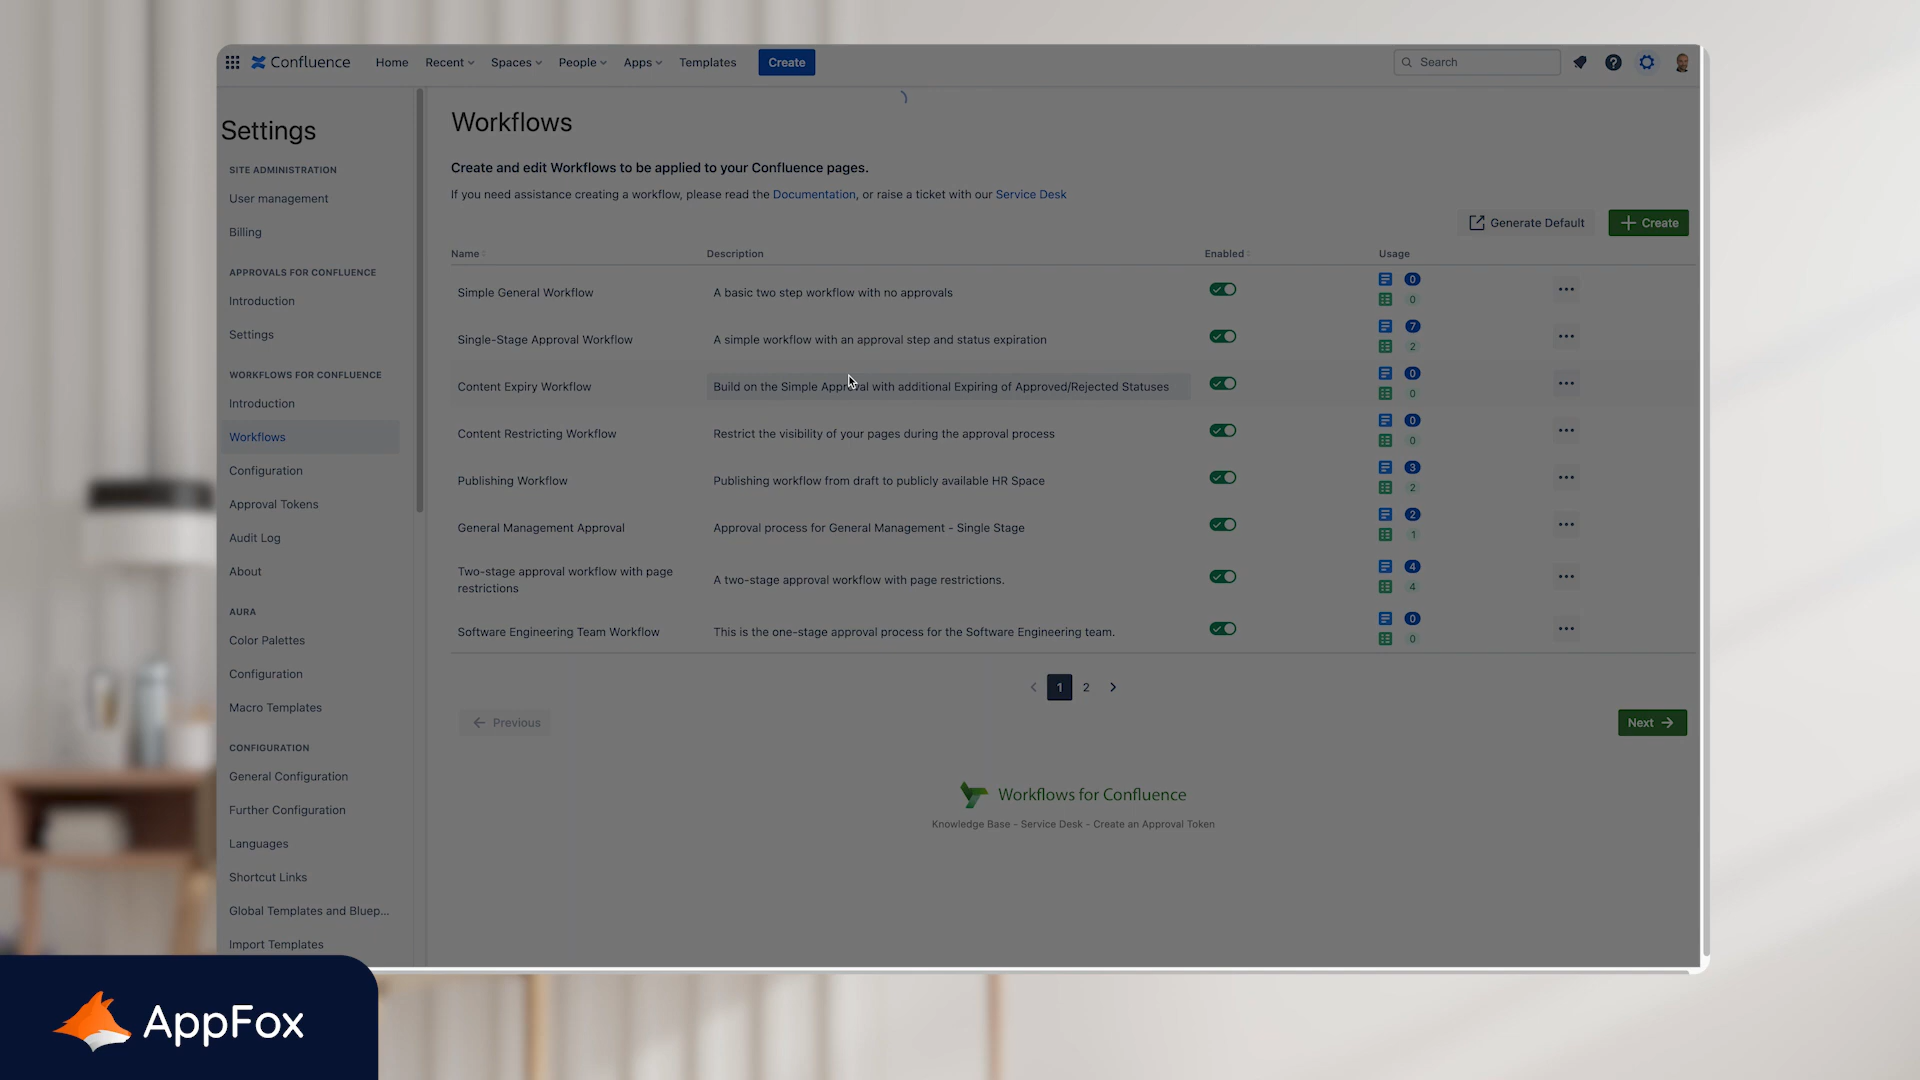 Confluence
Home
Recent
Spaces
People
Apps
Templates
Create
Search
Settings
SITE ADMINISTRATION
User management
Billing
APPROVALS FOR CONFLUENCE
Introduction
Settings
WORKFLOWS FOR CONFLUENCE
Introduction
Workflows
Configuration
Approval Tokens
Audit Log
About
AURA
Color Palettes
Configuration
Macro Templates
CONFIGURATION
General Configuration
Further Configuration
Languages
Shortcut Links
Global Templates and Bluep...
Import Templates
Workflows
Create and edit Workflows to be applied to your Confluence pages.
If you need assistance creating a workflow, please read the Documentation, or raise a ticket with our Service Desk
Generate Default
Create
Name
Description
Enabled
Usage
Simple General Workflow
A basic two step workflow with no approvals
0
0
Single-Stage Approval Workflow
A simple workflow with an approval step and status expiration
7
2
Content Expiry Workflow
Build on the Simple Approval with additional Expiring of Approved/Rejected Statuses
0
0
Content Restricting Workflow
Restrict the visibility of your pages during the approval process
0
0
Publishing Workflow
Publishing workflow from draft to publicly available HR Space
3
2
General Management Approval
Approval process for General Management - Single Stage
2
1
Two-stage approval workflow with page
restrictions
A two-stage approval workflow with page restrictions.
4
4
Software Engineering Team Workflow
This is the one-stage approval process for the Software Engineering team.
0
0
1
2
Previous
Next
Workflows for Confluence
Knowledge Base - Service Desk - Create an Approval Token
AppFox